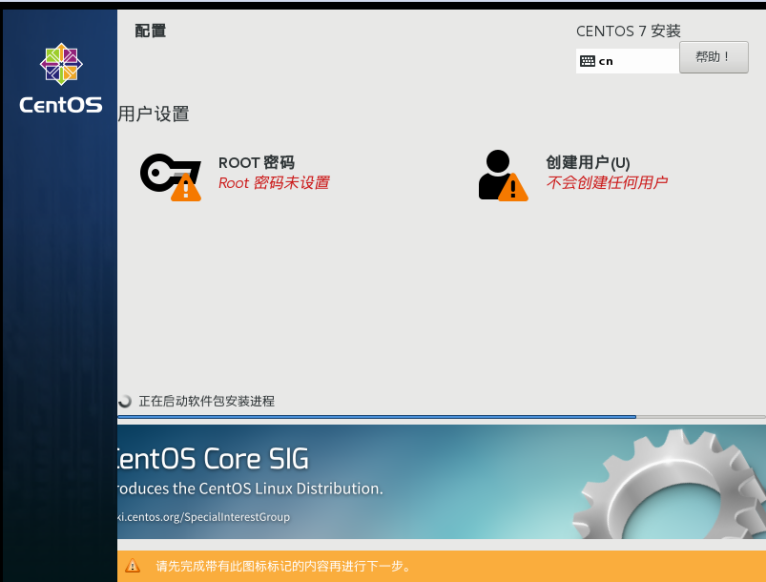 配置
CENTOS 7 安装
cn
帮助！
CentOS
用户设置
ROOT 密码
Root 密码未设置
创建用户(U)
不会创建任何用户
正在启动软件包安装进程
entOS Core SIG
roduces the CentOS Linux Distribution.
ki.centos.org/SpecialInterestGroup
请先完成带有此图标标记的内容再进行下一步。